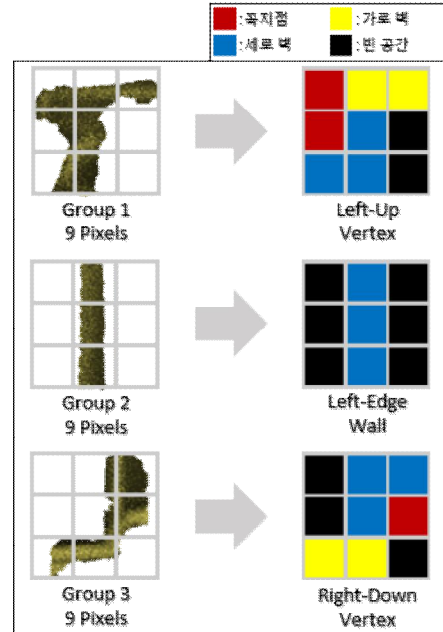 : 꼭지점 : 가로 벽
: 세로 벽 : 빈 공간
Group 1
9 Pixels
Left-Up
Vertex
Group 2
9 Pixels
Left-Edge
Wall
Group 3
9 Pixels
Right-Down
Vertex